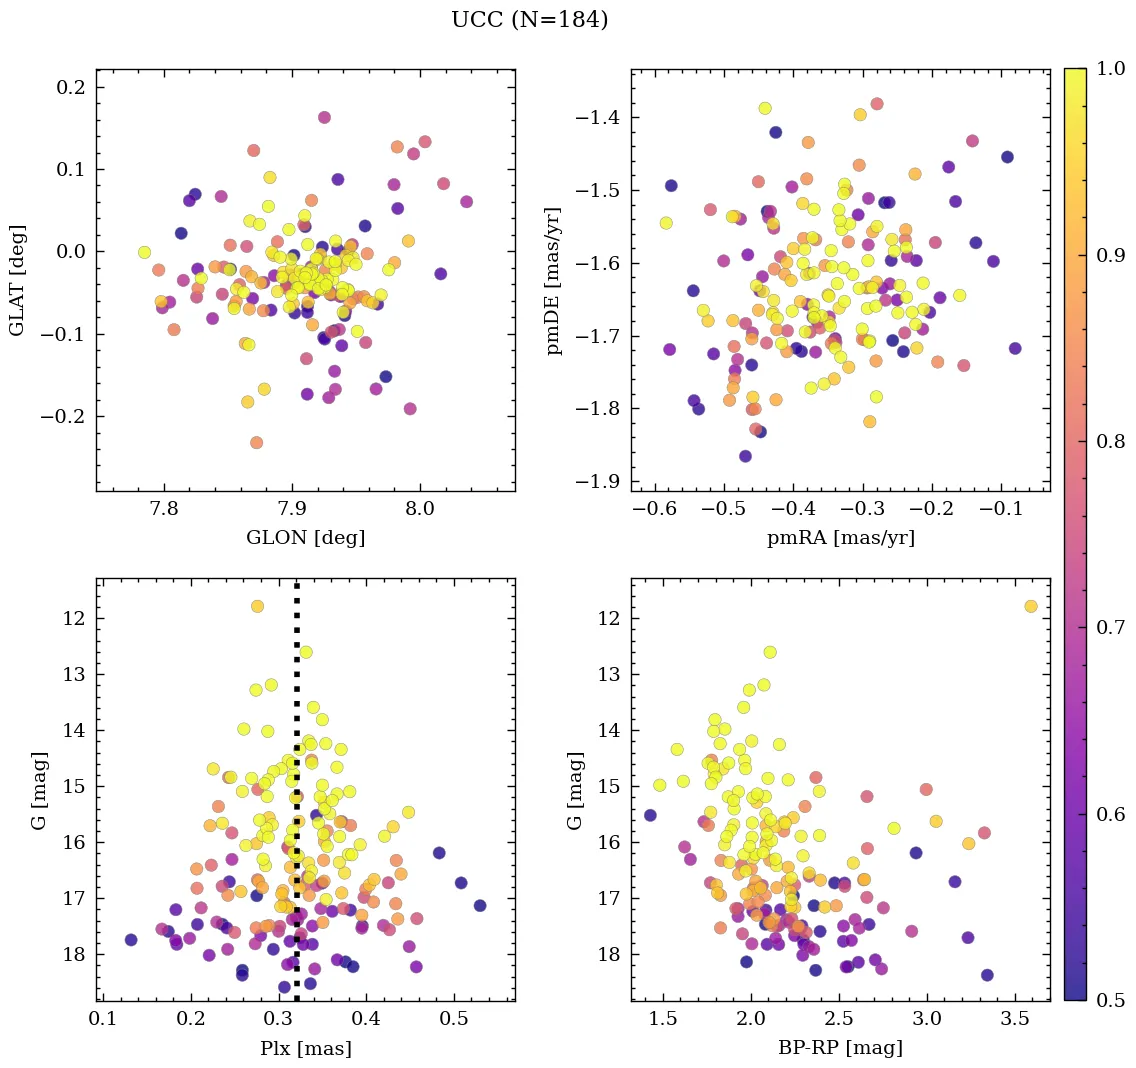 UCC (N=184)
0.2
0.1
0.0
−0.1
−0.2
GLAT [deg]
7.8 7.9 8.0
GLON [deg]
−1.4
−1.5
−1.6
−1.7
−1.8
−1.9
pmDE [mas/yr]
−0.6 −0.5 −0.4 −0.3 −0.2 −0.1
pmRA [mas/yr]
12
13
14
15
16
17
18
G [mag]
0.1 0.2 0.3 0.4 0.5
Plx [mas]
12
13
14
15
16
17
18
G [mag]
1.5 2.0 2.5 3.0 3.5
BP-RP [mag]
1.0
0.9
0.8
0.7
0.6
0.5